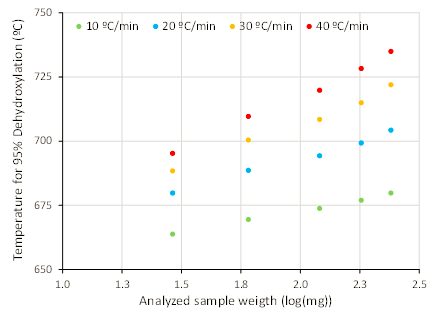 750
10 ºC/min 20 ºC/min 30 ºC/min 40 ºC/min
725
700
675
650
Temperature for 95% Dehydroxylation (ºC)
1.0 1.3 1.5 1.8 2.0 2.3 2.5
Analyzed sample weigth (log(mg))